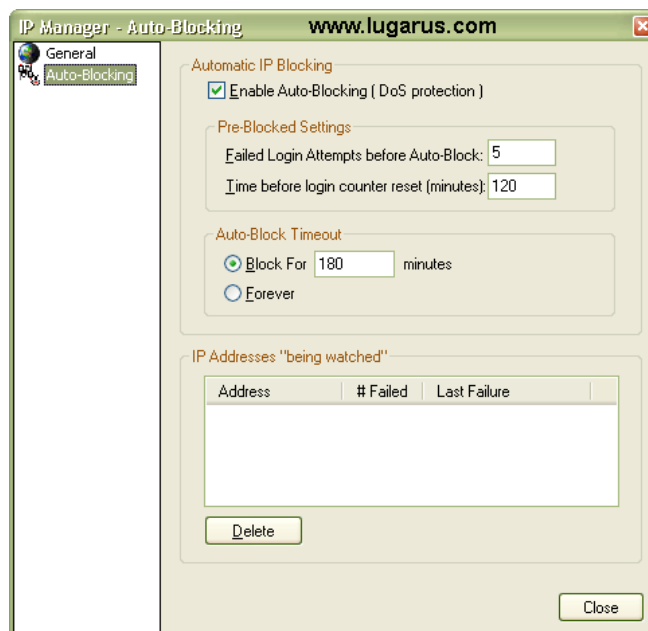 IP Manager - Auto-Blocking www.lugarus.com
General
Auto-Blocking
Automatic IP Blocking
Enable Auto-Blocking ( DoS protection )
Pre-Blocked Settings
Failed Login Attempts before Auto-Block: 5
Time before login counter reset (minutes): 120
Auto-Block Timeout
Block For 180 minutes
Forever
IP Addresses "being watched"
Address # Failed Last Failure
Delete
Close